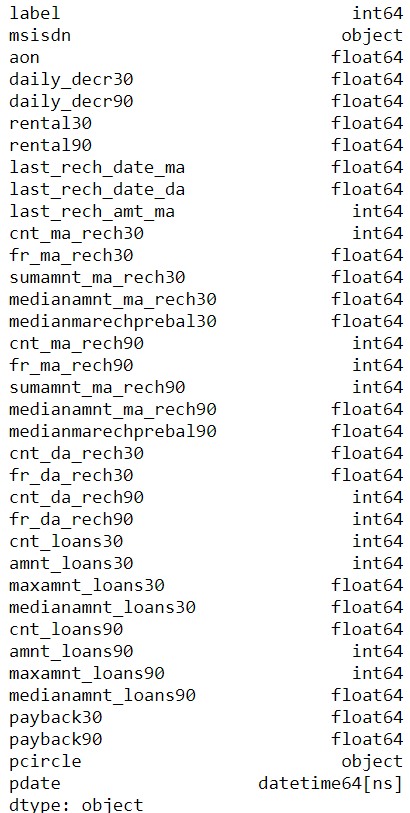 label int64
msisdn object
aon float64
daily_decr30 float64
daily_decr90 float64
rental30 float64
rental90 float64
last_rech_date_ma float64
last_rech_date_da float64
last_rech_amt_ma int64
cnt_ma_rech30 int64
fr_ma_rech30 float64
sumamnt_ma_rech30 float64
medianamnt_ma_rech30 float64
medianmarechprebal30 float64
cnt_ma_rech90 int64
fr_ma_rech90 int64
sumamnt_ma_rech90 int64
medianamnt_ma_rech90 float64
medianmarechprebal90 float64
cnt_da_rech30 float64
fr_da_rech30 float64
cnt_da_rech90 int64
fr_da_rech90 int64
cnt_loans30 int64
amnt_loans30 int64
maxamnt_loans30 float64
medianamnt_loans30 float64
cnt_loans90 float64
amnt_loans90 int64
maxamnt_loans90 int64
medianamnt_loans90 float64
payback30 float64
payback90 float64
pcircle object
pdate datetime64[ns]
dtype: object